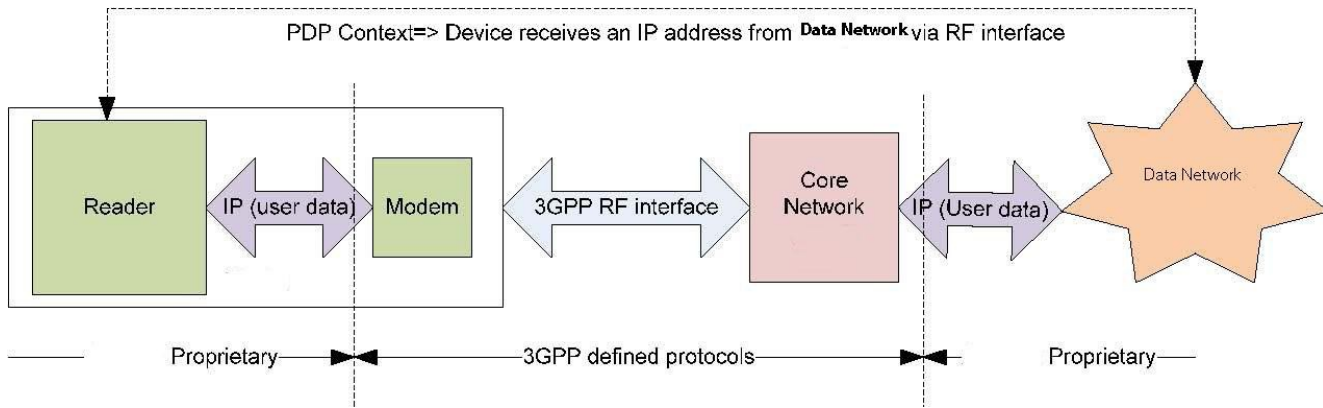 PDP Context=> Device receives an IP address from Data Network via RF interface
Reader
IP (user data)
Modem
3GPP RF interface
Core
Network
IP (User data)
Data Network
Proprietary
3GPP defined protocols
Proprietary